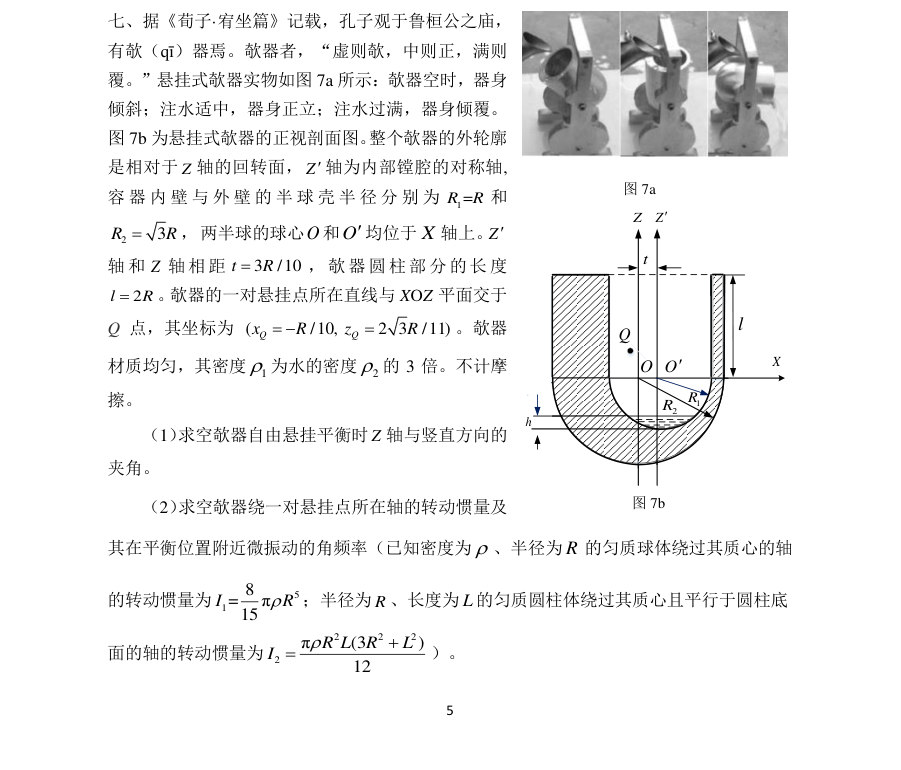 七、据《荀子·宥坐篇》记载，孔子观于鲁桓公之庙，
有欹（qī）器焉。欹器者，“虚则欹，中则正，满则
覆。”悬挂式欹器实物如图 7a 所示：欹器空时，器身
倾斜；注水适中，器身正立；注水过满，器身倾覆。
图 7b 为悬挂式欹器的正视剖面图。整个欹器的外轮廓
是相对于 Z 轴的回转面， Z′ 轴为内部镗腔的对称轴,
容器内壁与外壁的半球壳半径分别为 R₁=R 和
R₂ = √3R ，两半球的球心 O 和 O′ 均位于 X 轴上。Z′
轴和 Z 轴相距 t = 3R / 10 ，欹器圆柱部分的长度
l = 2R 。欹器的一对悬挂点所在直线与 XOZ 平面交于
Q 点，其坐标为 (x_Q = −R / 10, z_Q = 2√3R / 11) 。欹器
材质均匀，其密度 ρ₁ 为水的密度 ρ₂ 的 3 倍。不计摩
擦。
（1）求空欹器自由悬挂平衡时 Z 轴与竖直方向的
夹角。
（2）求空欹器绕一对悬挂点所在轴的转动惯量及
其在平衡位置附近微振动的角频率（已知密度为 ρ 、半径为 R 的匀质球体绕过其质心的轴
的转动惯量为 I₁= 8/15 πρR⁵ ；半径为 R 、长度为 L 的匀质圆柱体绕过其质心且平行于圆柱底
面的轴的转动惯量为 I₂ = πρR²L(3R² + L²)/12 ）。
图 7a
Z Z′
t
l
Q
O O′
X
R₁
R₂
h
图 7b
5